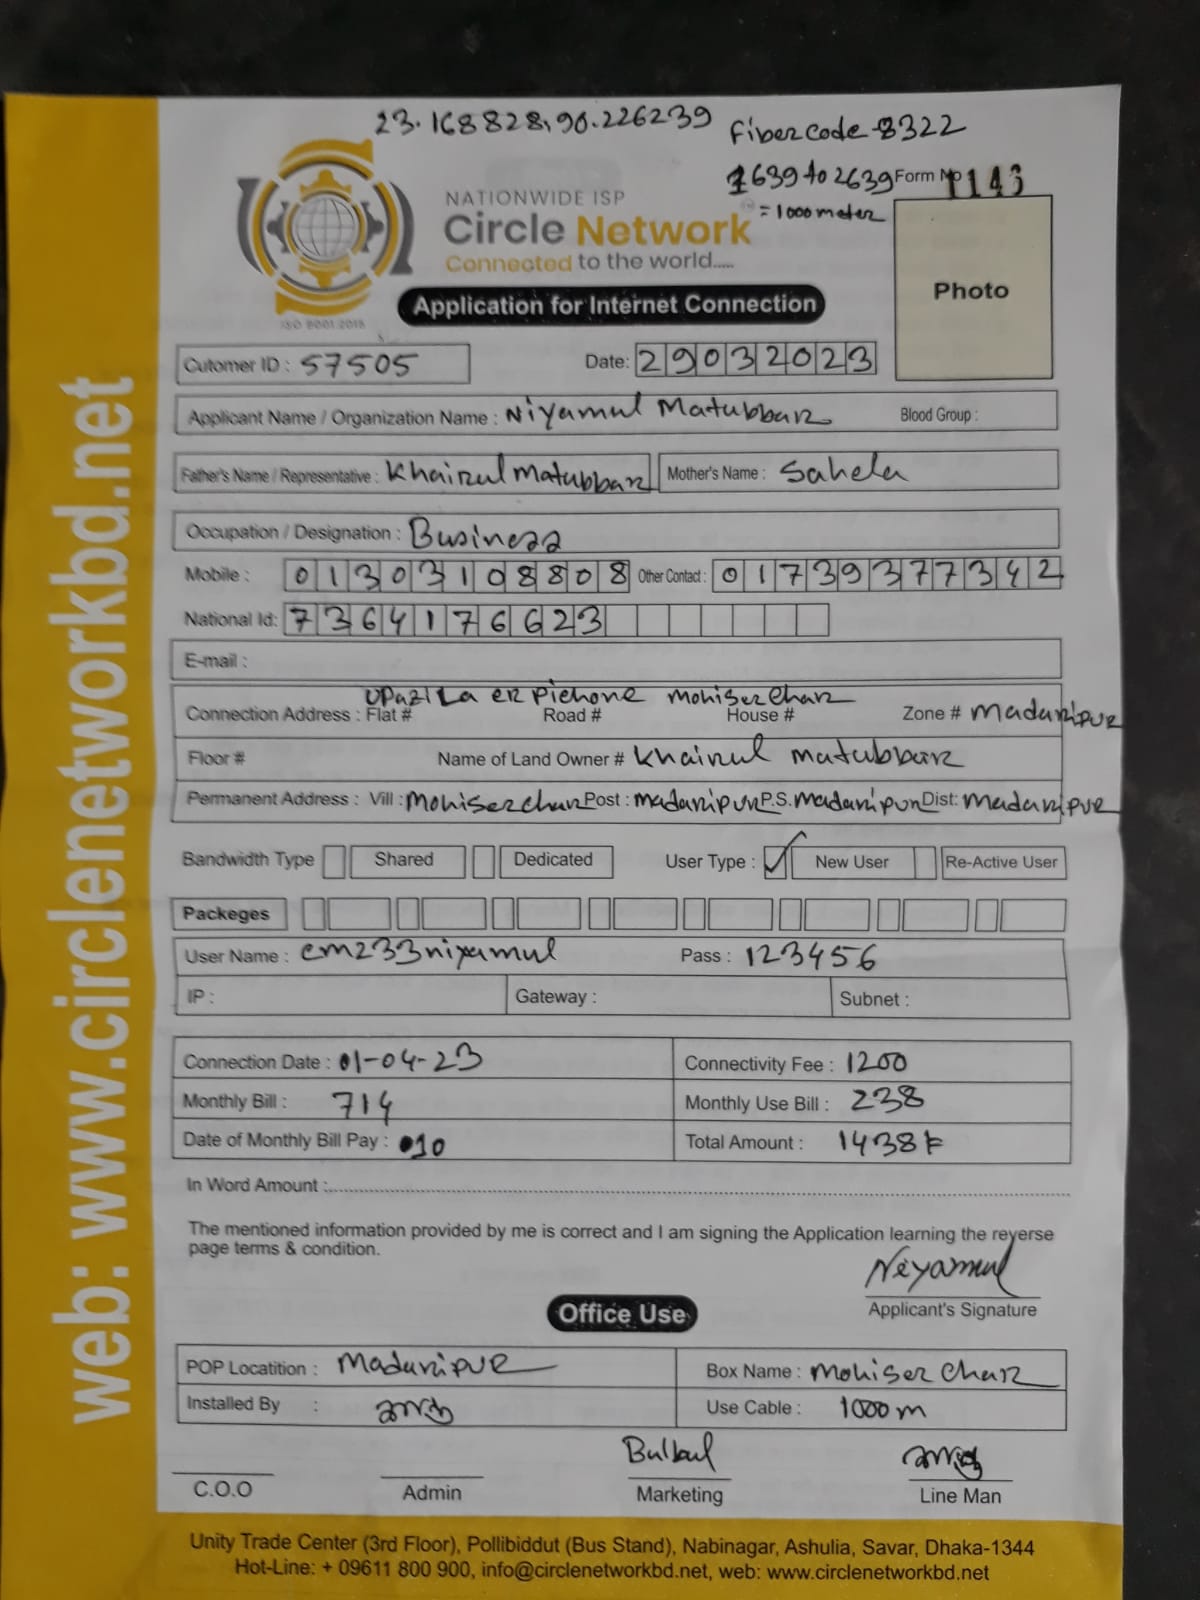 23.168828,90.226239
Fiber code-8322
1639 to 2639 Form No 1143
= 1000 meter
NATIONWIDE ISP
Circle Network
Connected to the world.....
ISO 9001:2015
Application for Internet Connection
Photo
Cutomer ID : 57505 Date: 29032023
Applicant Name / Organization Name : Niyamul Matubbar Blood Group :
Father's Name / Representative : Khairul Matubbar Mother's Name : Sahela
Occupation / Designation : Business
Mobile : 01303108808 Other Contact : 01739377342
National Id: 7364176623
E-mail :
UPazila er Pichone Mohiser Char
Connection Address : Flat # Road # House # Zone # Madaripur
Floor # Name of Land Owner # Khairul matubbar
Permanent Address : Vill : Mohiserchar Post : madaripur P.S. Madaripur Dist: Madaripur
Bandwidth Type Shared Dedicated User Type : ✓ New User Re-Active User
Packeges
User Name : cm233niyamul Pass : 123456
IP : Gateway : Subnet :
Connection Date : 01-04-23 Connectivity Fee : 1200
Monthly Bill : 714 Monthly Use Bill : 238
Date of Monthly Bill Pay : 10 Total Amount : 1438
In Word Amount :
The mentioned information provided by me is correct and I am signing the Application learning the reverse
page terms & condition.
Neyamul
Applicant's Signature
Office Use
POP Locatition : Madaripur Box Name : Mohiser Char
Installed By : Use Cable : 1000 m
Bulbul
C.O.O Admin Marketing Line Man
Unity Trade Center (3rd Floor), Pollibiddut (Bus Stand), Nabinagar, Ashulia, Savar, Dhaka-1344
Hot-Line: + 09611 800 900, info@circlenetworkbd.net, web: www.circlenetworkbd.net
web: www.circlenetworkbd.net